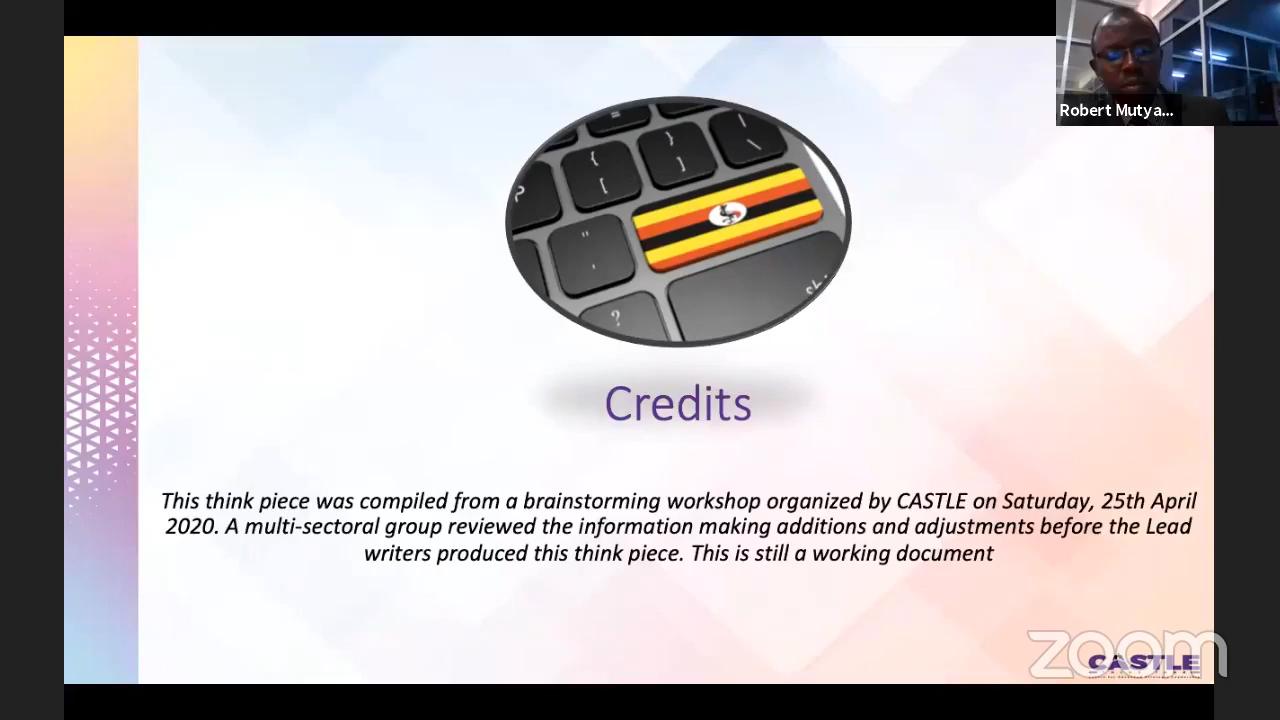 Robert Mutya...
Credits
This think piece was compiled from a brainstorming workshop organized by CASTLE on Saturday, 25th April
2020. A multi-sectoral group reviewed the information making additions and adjustments before the Lead
writers produced this think piece. This is still a working document
zoom
CASTLE